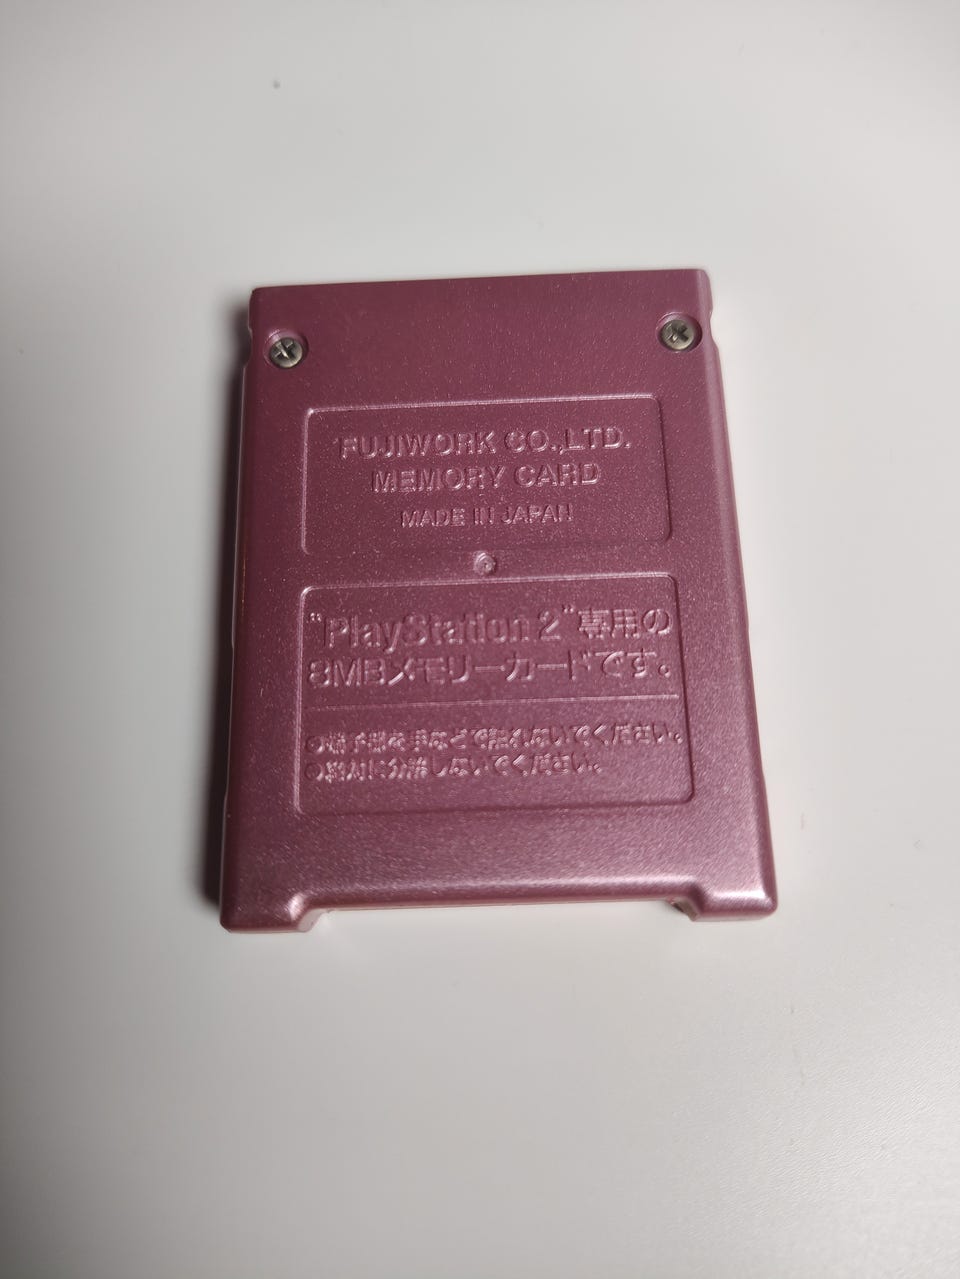 FUJIWORK CO.,LTD.
MEMORY CARD
MADE IN JAPAN
"PlayStation 2"専用の
8MBメモリーカードです。
●端子部を手などで触れないでください。
●絶対に分解しないでください。